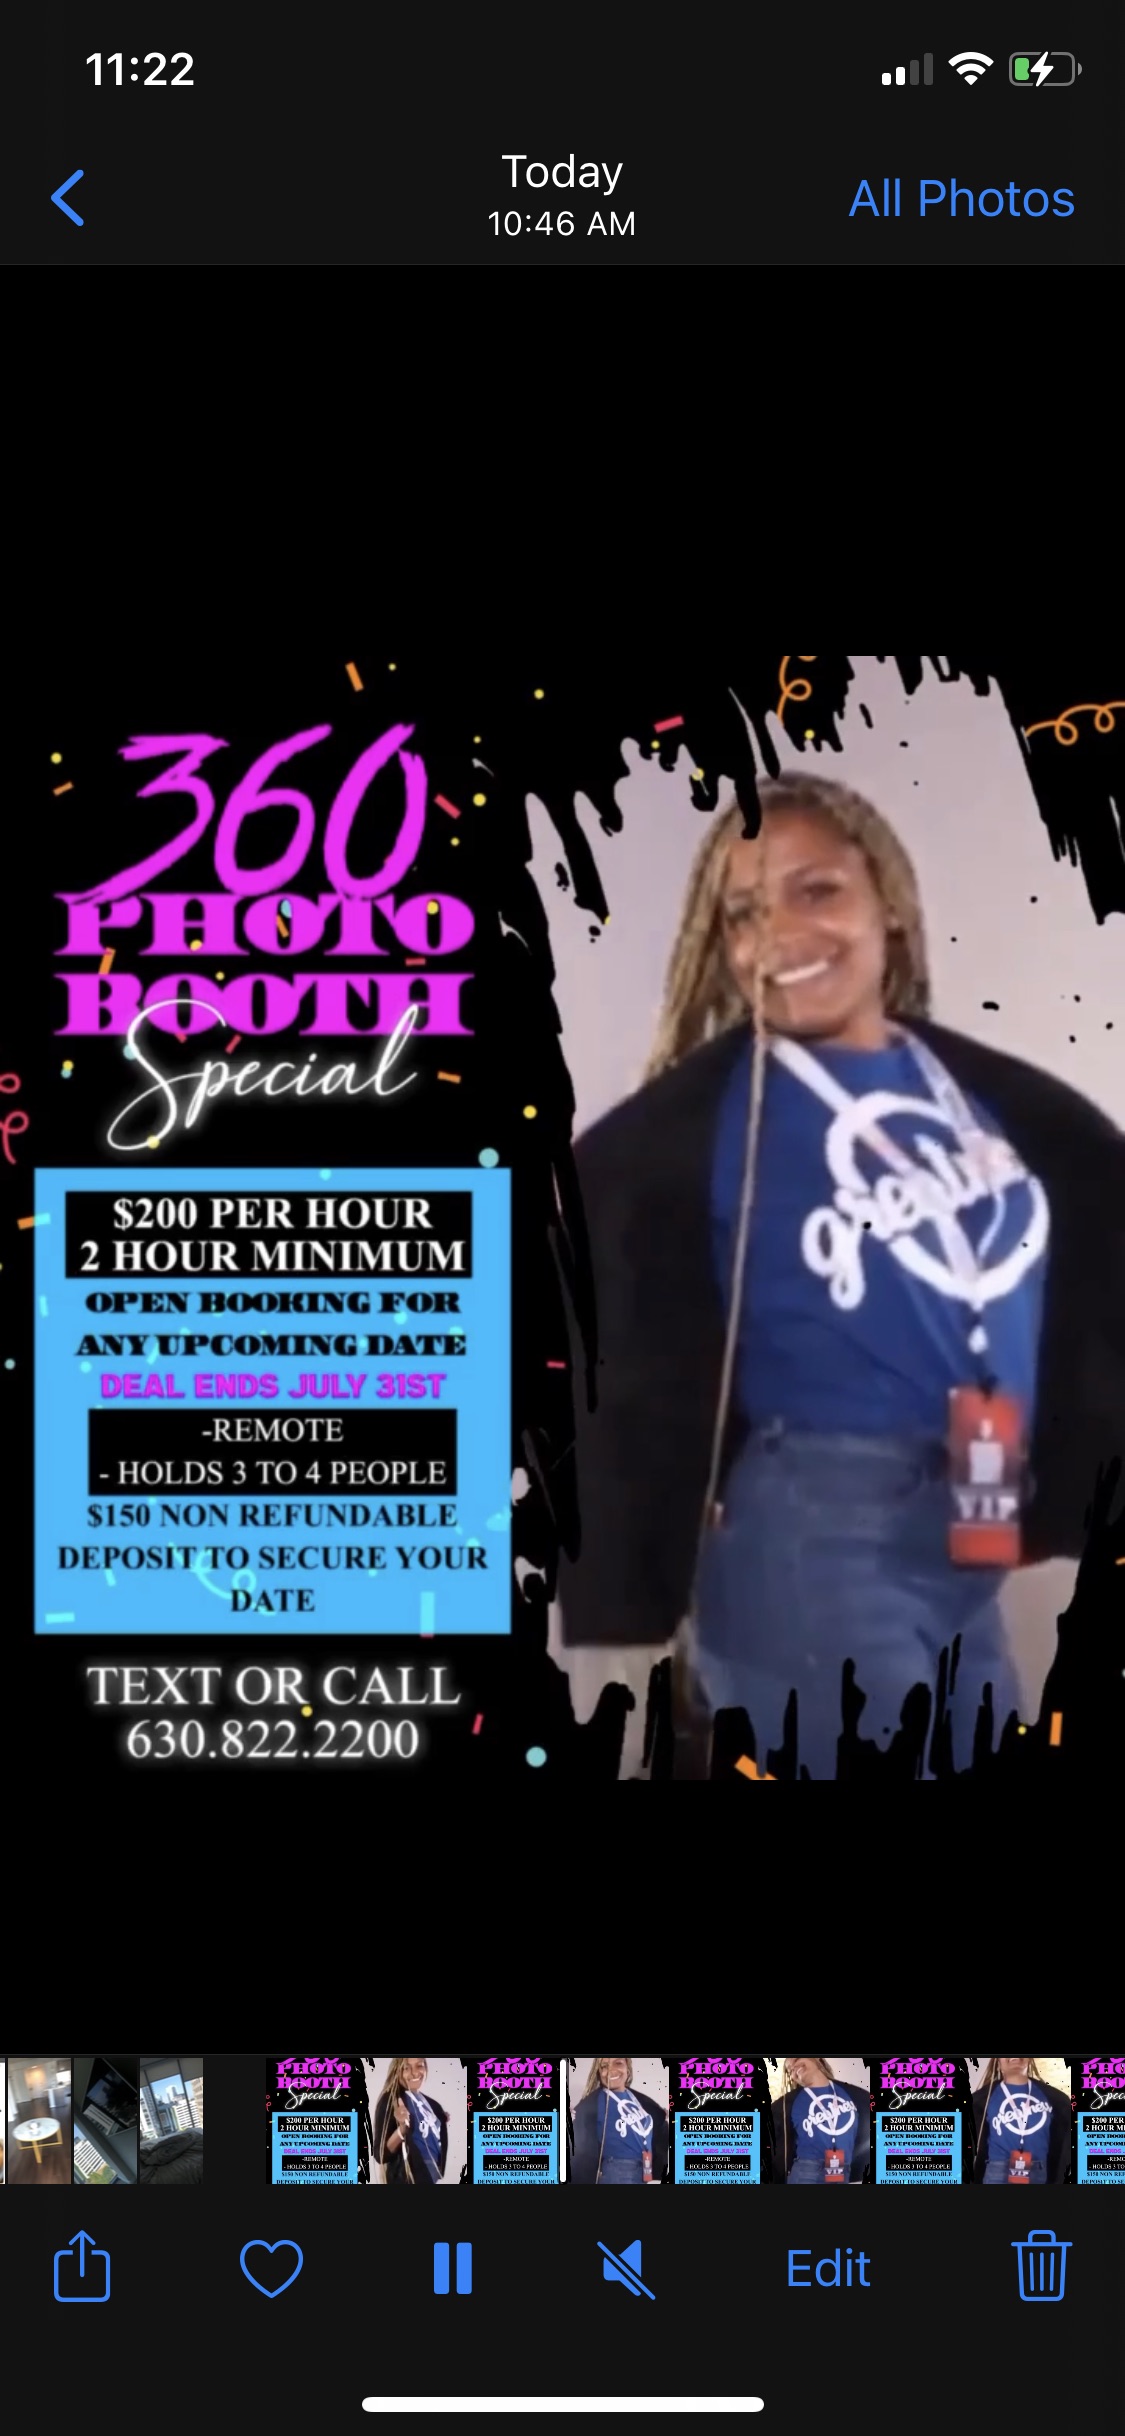 11:22
Today
10:46 AM
All Photos
360
PHOTO
BOOTH
Special
$200 PER HOUR
2 HOUR MINIMUM
OPEN BOOKING FOR
ANY UPCOMING DATE
DEAL ENDS JULY 31ST
-REMOTE
- HOLDS 3 TO 4 PEOPLE
$150 NON REFUNDABLE
DEPOSIT TO SECURE YOUR
DATE
TEXT OR CALL
630.822.2200
VIP
Edit